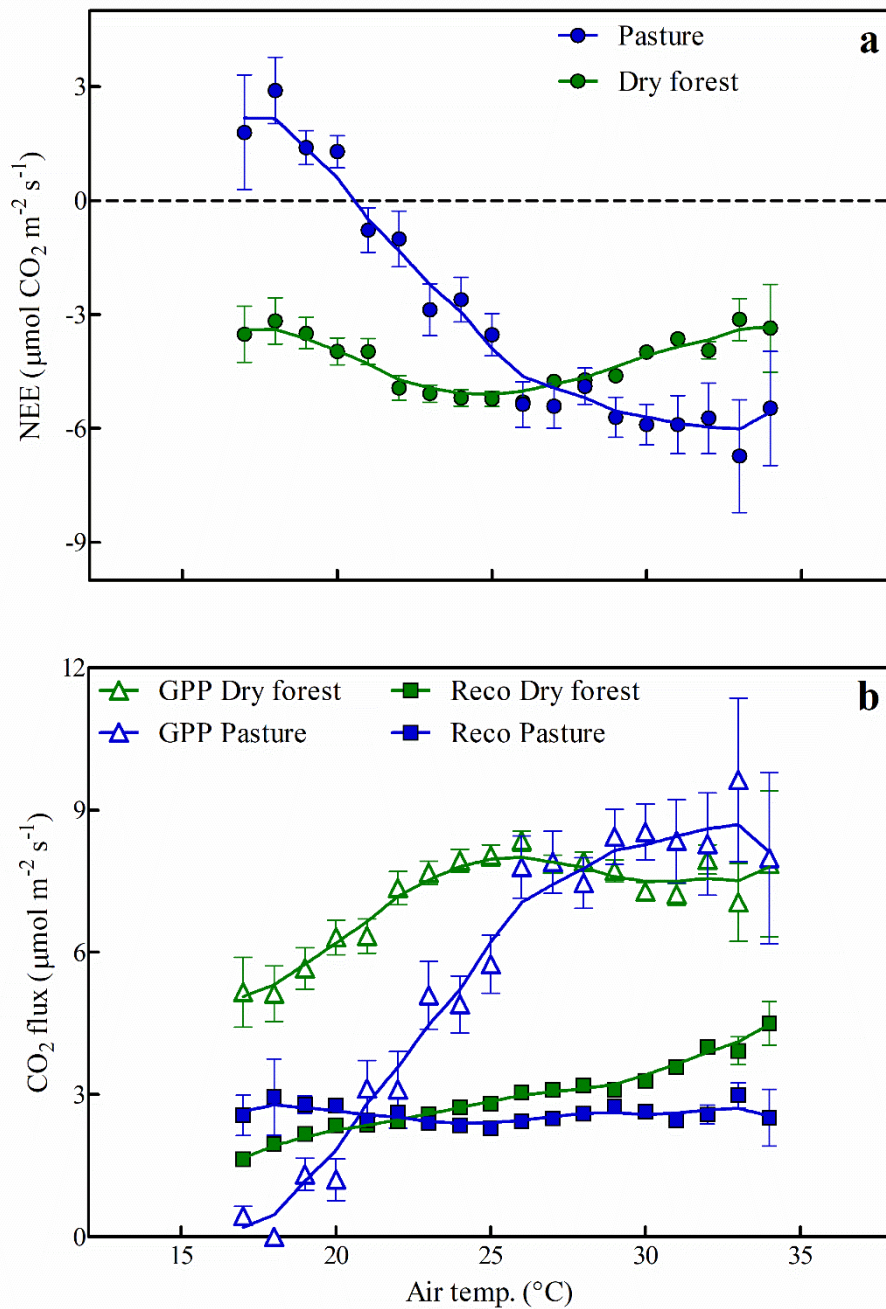 a
Pasture
Dry forest
3
0
-3
-6
-9
NEE (µmol CO₂ m⁻² s⁻¹)
b
GPP Dry forest
Reco Dry forest
GPP Pasture
Reco Pasture
12
9
6
3
0
CO₂ flux (µmol m⁻² s⁻¹)
15
20
25
30
35
Air temp. (°C)